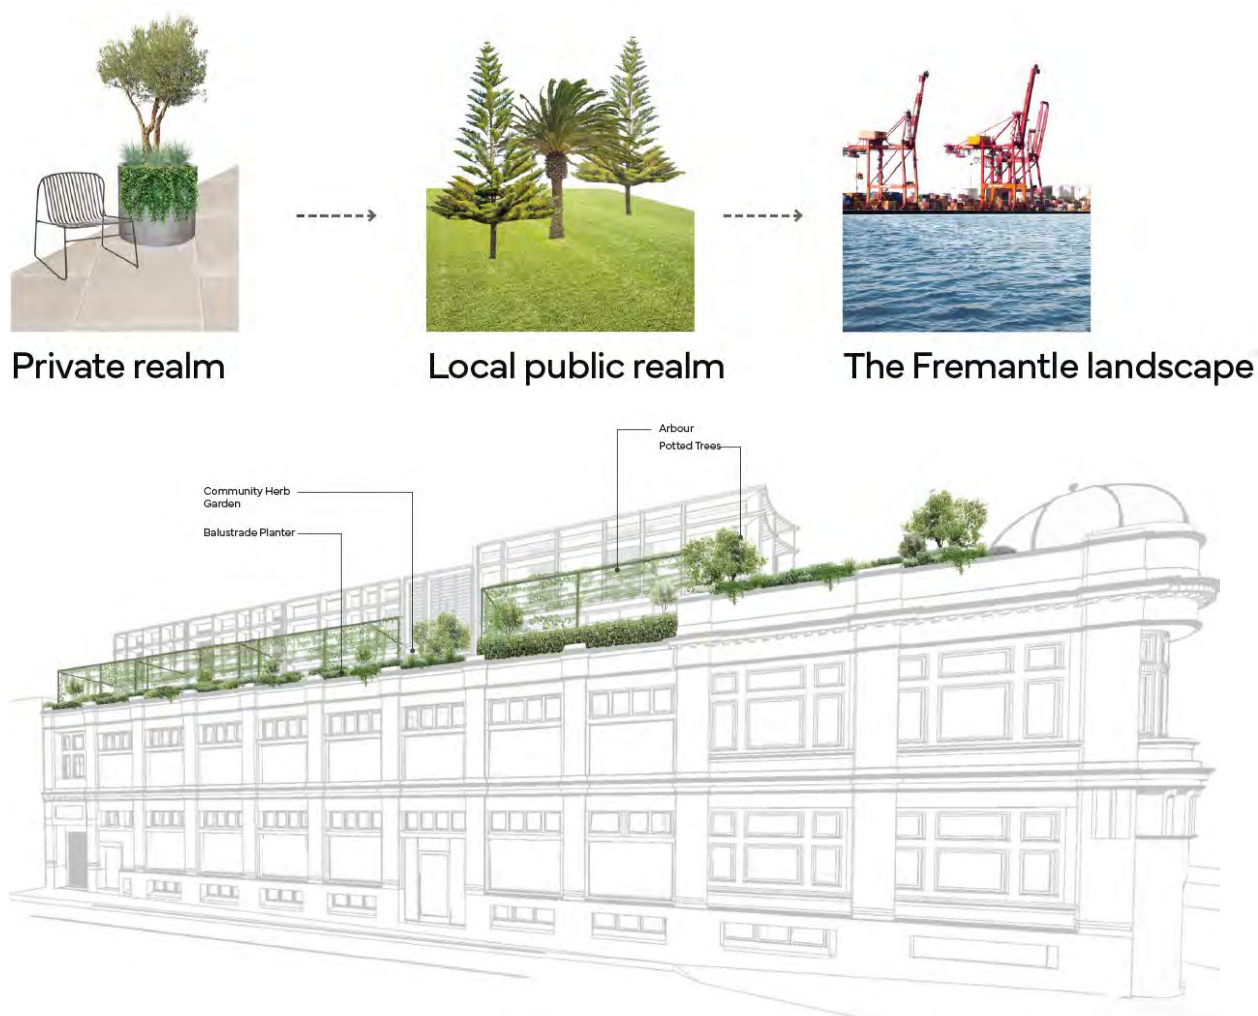 Private realm
Local public realm
The Fremantle landscape
Arbour
Potted Trees
Community Herb
Garden
Balustrade Planter